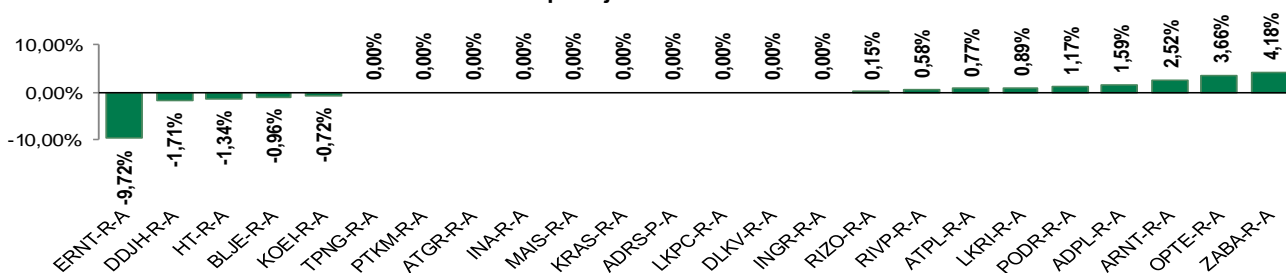 10,00%
0,00%
-10,00%
-9,72%
-1,71%
-1,34%
-0,96%
-0,72%
0,00%
0,00%
0,00%
0,00%
0,00%
0,00%
0,00%
0,00%
0,00%
0,00%
0,15%
0,58%
0,77%
0,89%
1,17%
1,59%
2,52%
3,66%
4,18%
ERNT-R-A
DDJH-R-A
HT-R-A
BLJE-R-A
KOEI-R-A
TPNG-R-A
PTKM-R-A
ATGR-R-A
INA-R-A
MAIS-R-A
KRAS-R-A
ADRS-P-A
LKPC-R-A
DLKV-R-A
INGR-R-A
RIZO-R-A
RIVP-R-A
ATPL-R-A
LKRI-R-A
PODR-R-A
ADPL-R-A
ARNT-R-A
OPTE-R-A
ZABA-R-A